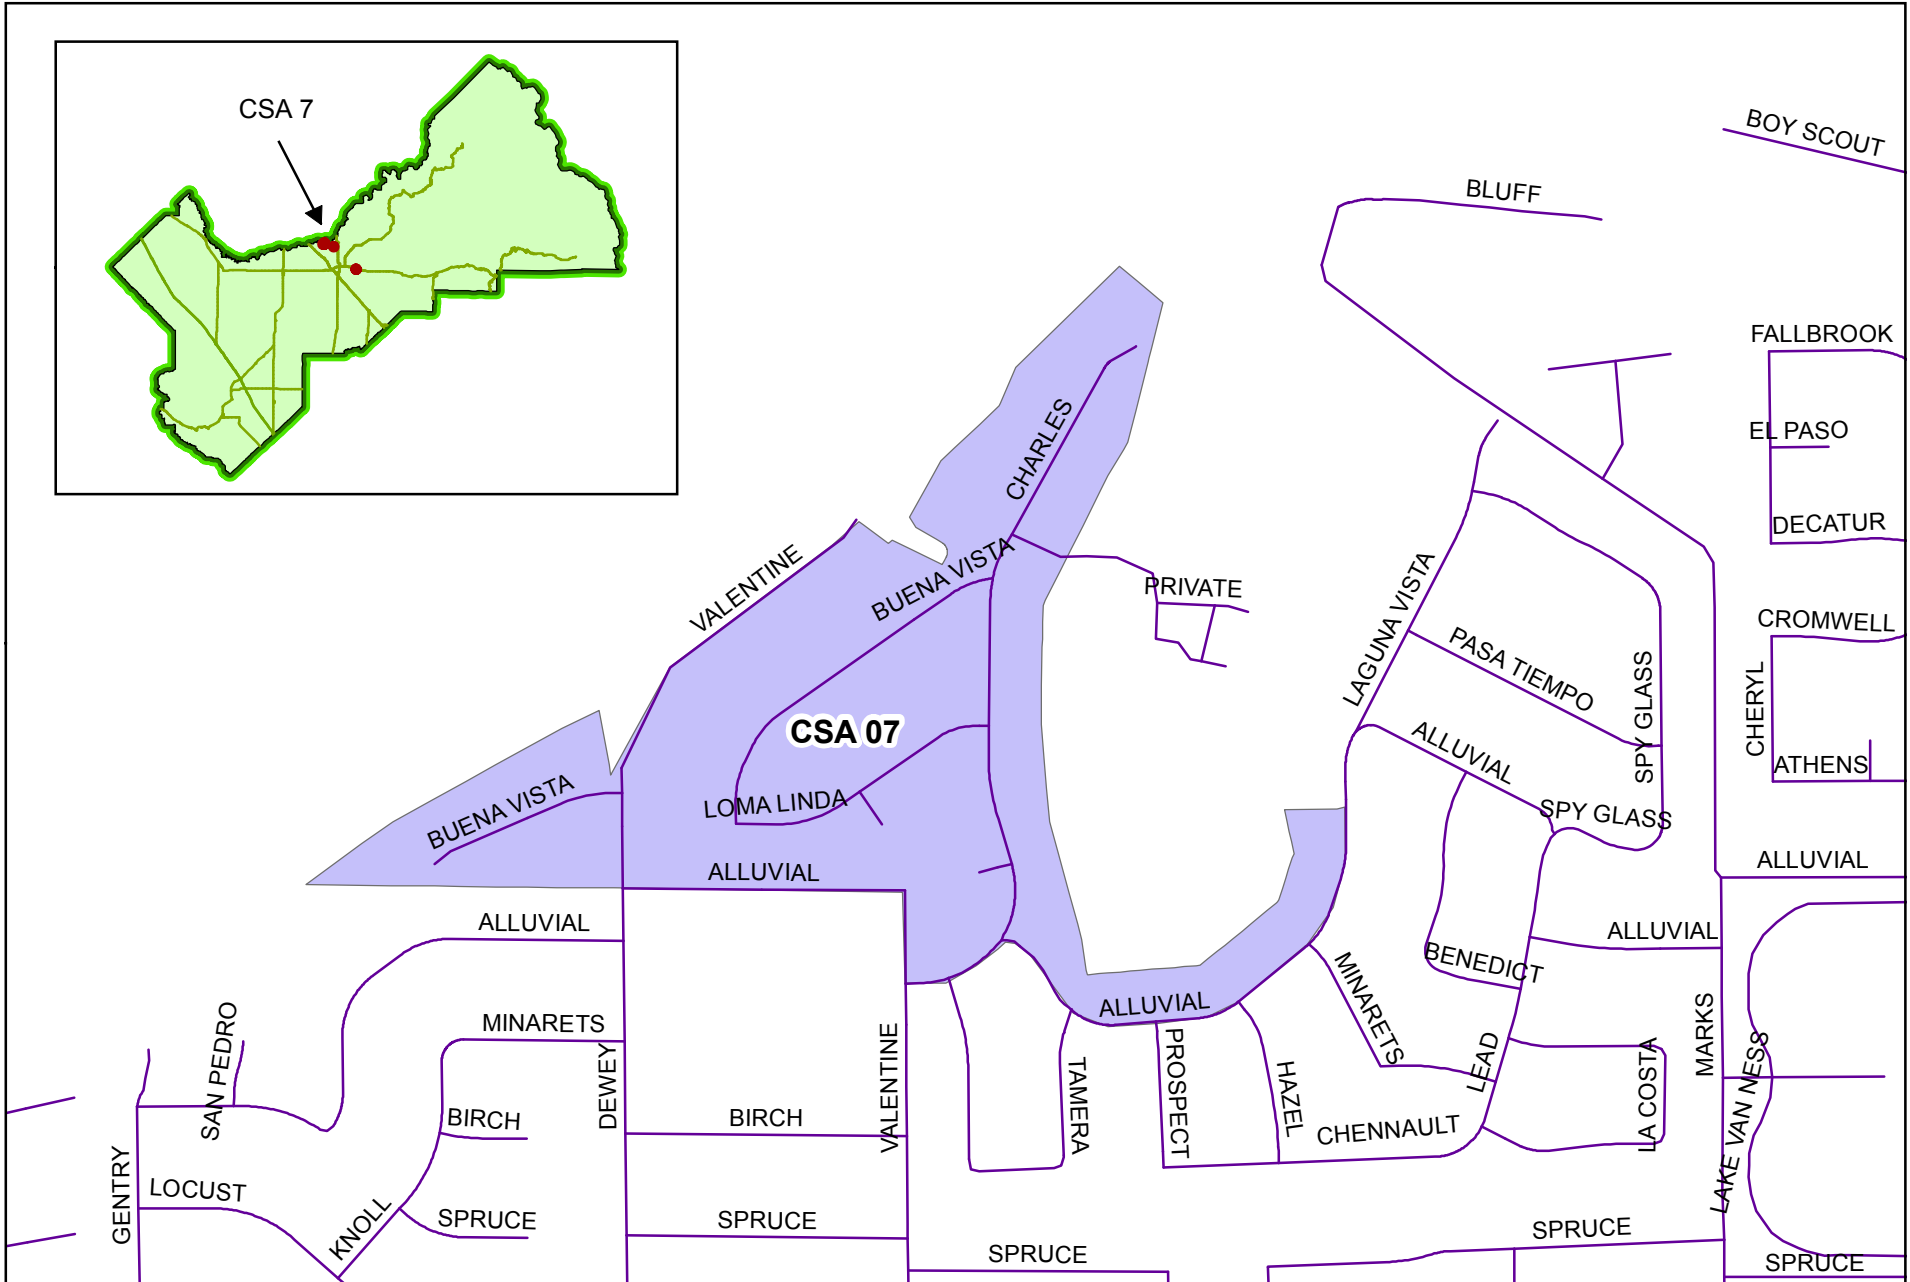 CSA 7
BOY SCOUT
BLUFF
FALLBROOK
CHARLES
EL PASO
DECATUR
VALENTINE
BUENA VISTA
PRIVATE
LAGUNA VISTA
CROMWELL
PASA TIEMPO
SPY GLASS
CHERYL
CSA 07
ALLUVIAL
ATHENS
BUENA VISTA
LOMA LINDA
SPY GLASS
ALLUVIAL
ALLUVIAL
ALLUVIAL
ALLUVIAL
BENEDICT
MINARETS
ALLUVIAL
SAN PEDRO
MINARETS
DEWEY
VALENTINE
TAMERA
PROSPECT
HAZEL
LEAD
LA COSTA
MARKS
LAKE VAN NESS
BIRCH
BIRCH
CHENNAULT
GENTRY
LOCUST
KNOLL
SPRUCE
SPRUCE
SPRUCE
SPRUCE
SPRUCE